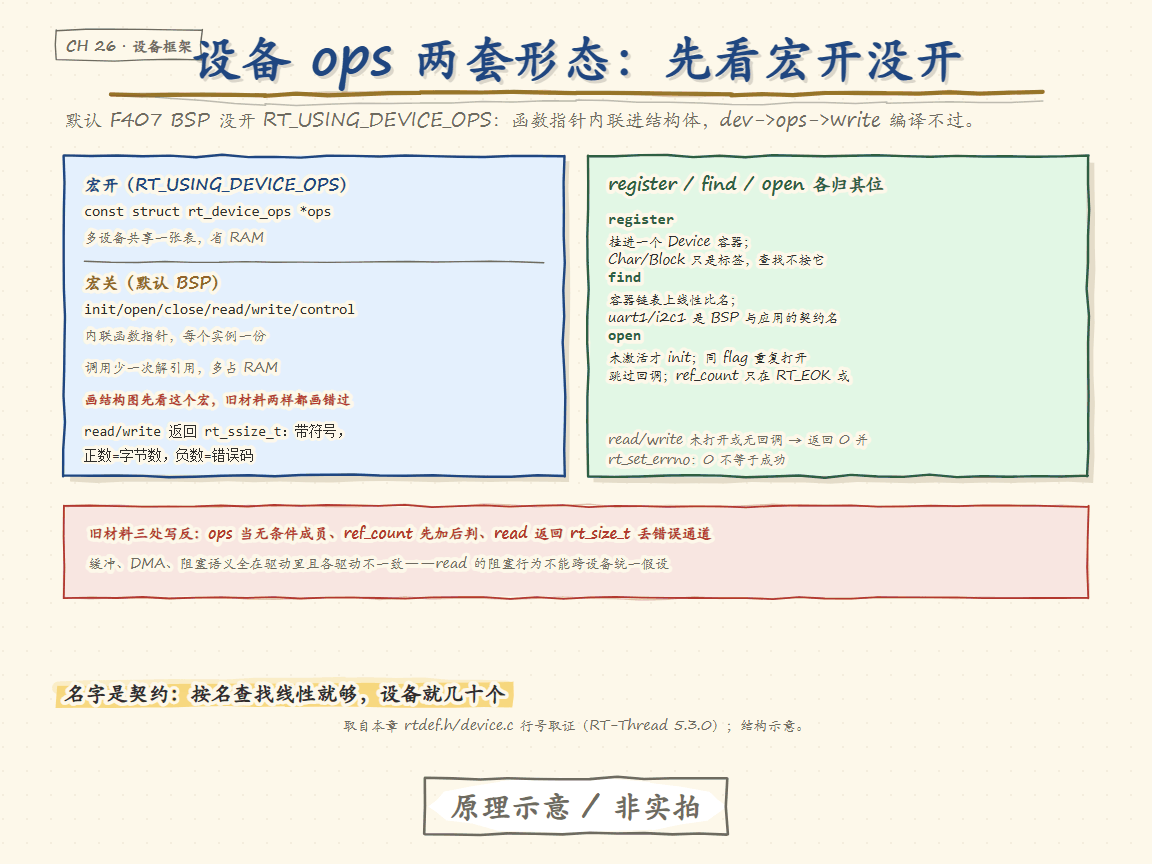 CH 26 · 设备框架
设备 ops 两套形态：先看宏开没开
默认 F407 BSP 没开 RT_USING_DEVICE_OPS：函数指针内联进结构体，dev->ops->write 编译不过。
宏开（RT_USING_DEVICE_OPS）
const struct rt_device_ops *ops
多设备共享一张表，省 RAM
宏关（默认 BSP）
init/open/close/read/write/control
内联函数指针，每个实例一份
调用少一次解引用，多占 RAM
画结构图先看这个宏，旧材料两样都画错过
read/write 返回 rt_ssize_t：带符号，
正数=字节数，负数=错误码
register / find / open 各归其位
register
挂进一个 Device 容器；
Char/Block 只是标签，查找不按它
find
容器链表上线性比名；
uart1/i2c1 是 BSP 与应用的契约名
open
未激活才 init；同 flag 重复打开
跳过回调；ref_count 只在 RT_EOK 或
read/write 未打开或无回调 → 返回 0 并
rt_set_errno：0 不等于成功
旧材料三处写反：ops 当无条件成员、ref_count 先加后判、read 返回 rt_size_t 丢错误通道
缓冲、DMA、阻塞语义全在驱动里且各驱动不一致——read 的阻塞行为不能跨设备统一假设
名字是契约：按名查找线性就够，设备就几十个
取自本章 rtdef.h/device.c 行号取证（RT-Thread 5.3.0）；结构示意。
原理示意 / 非实拍